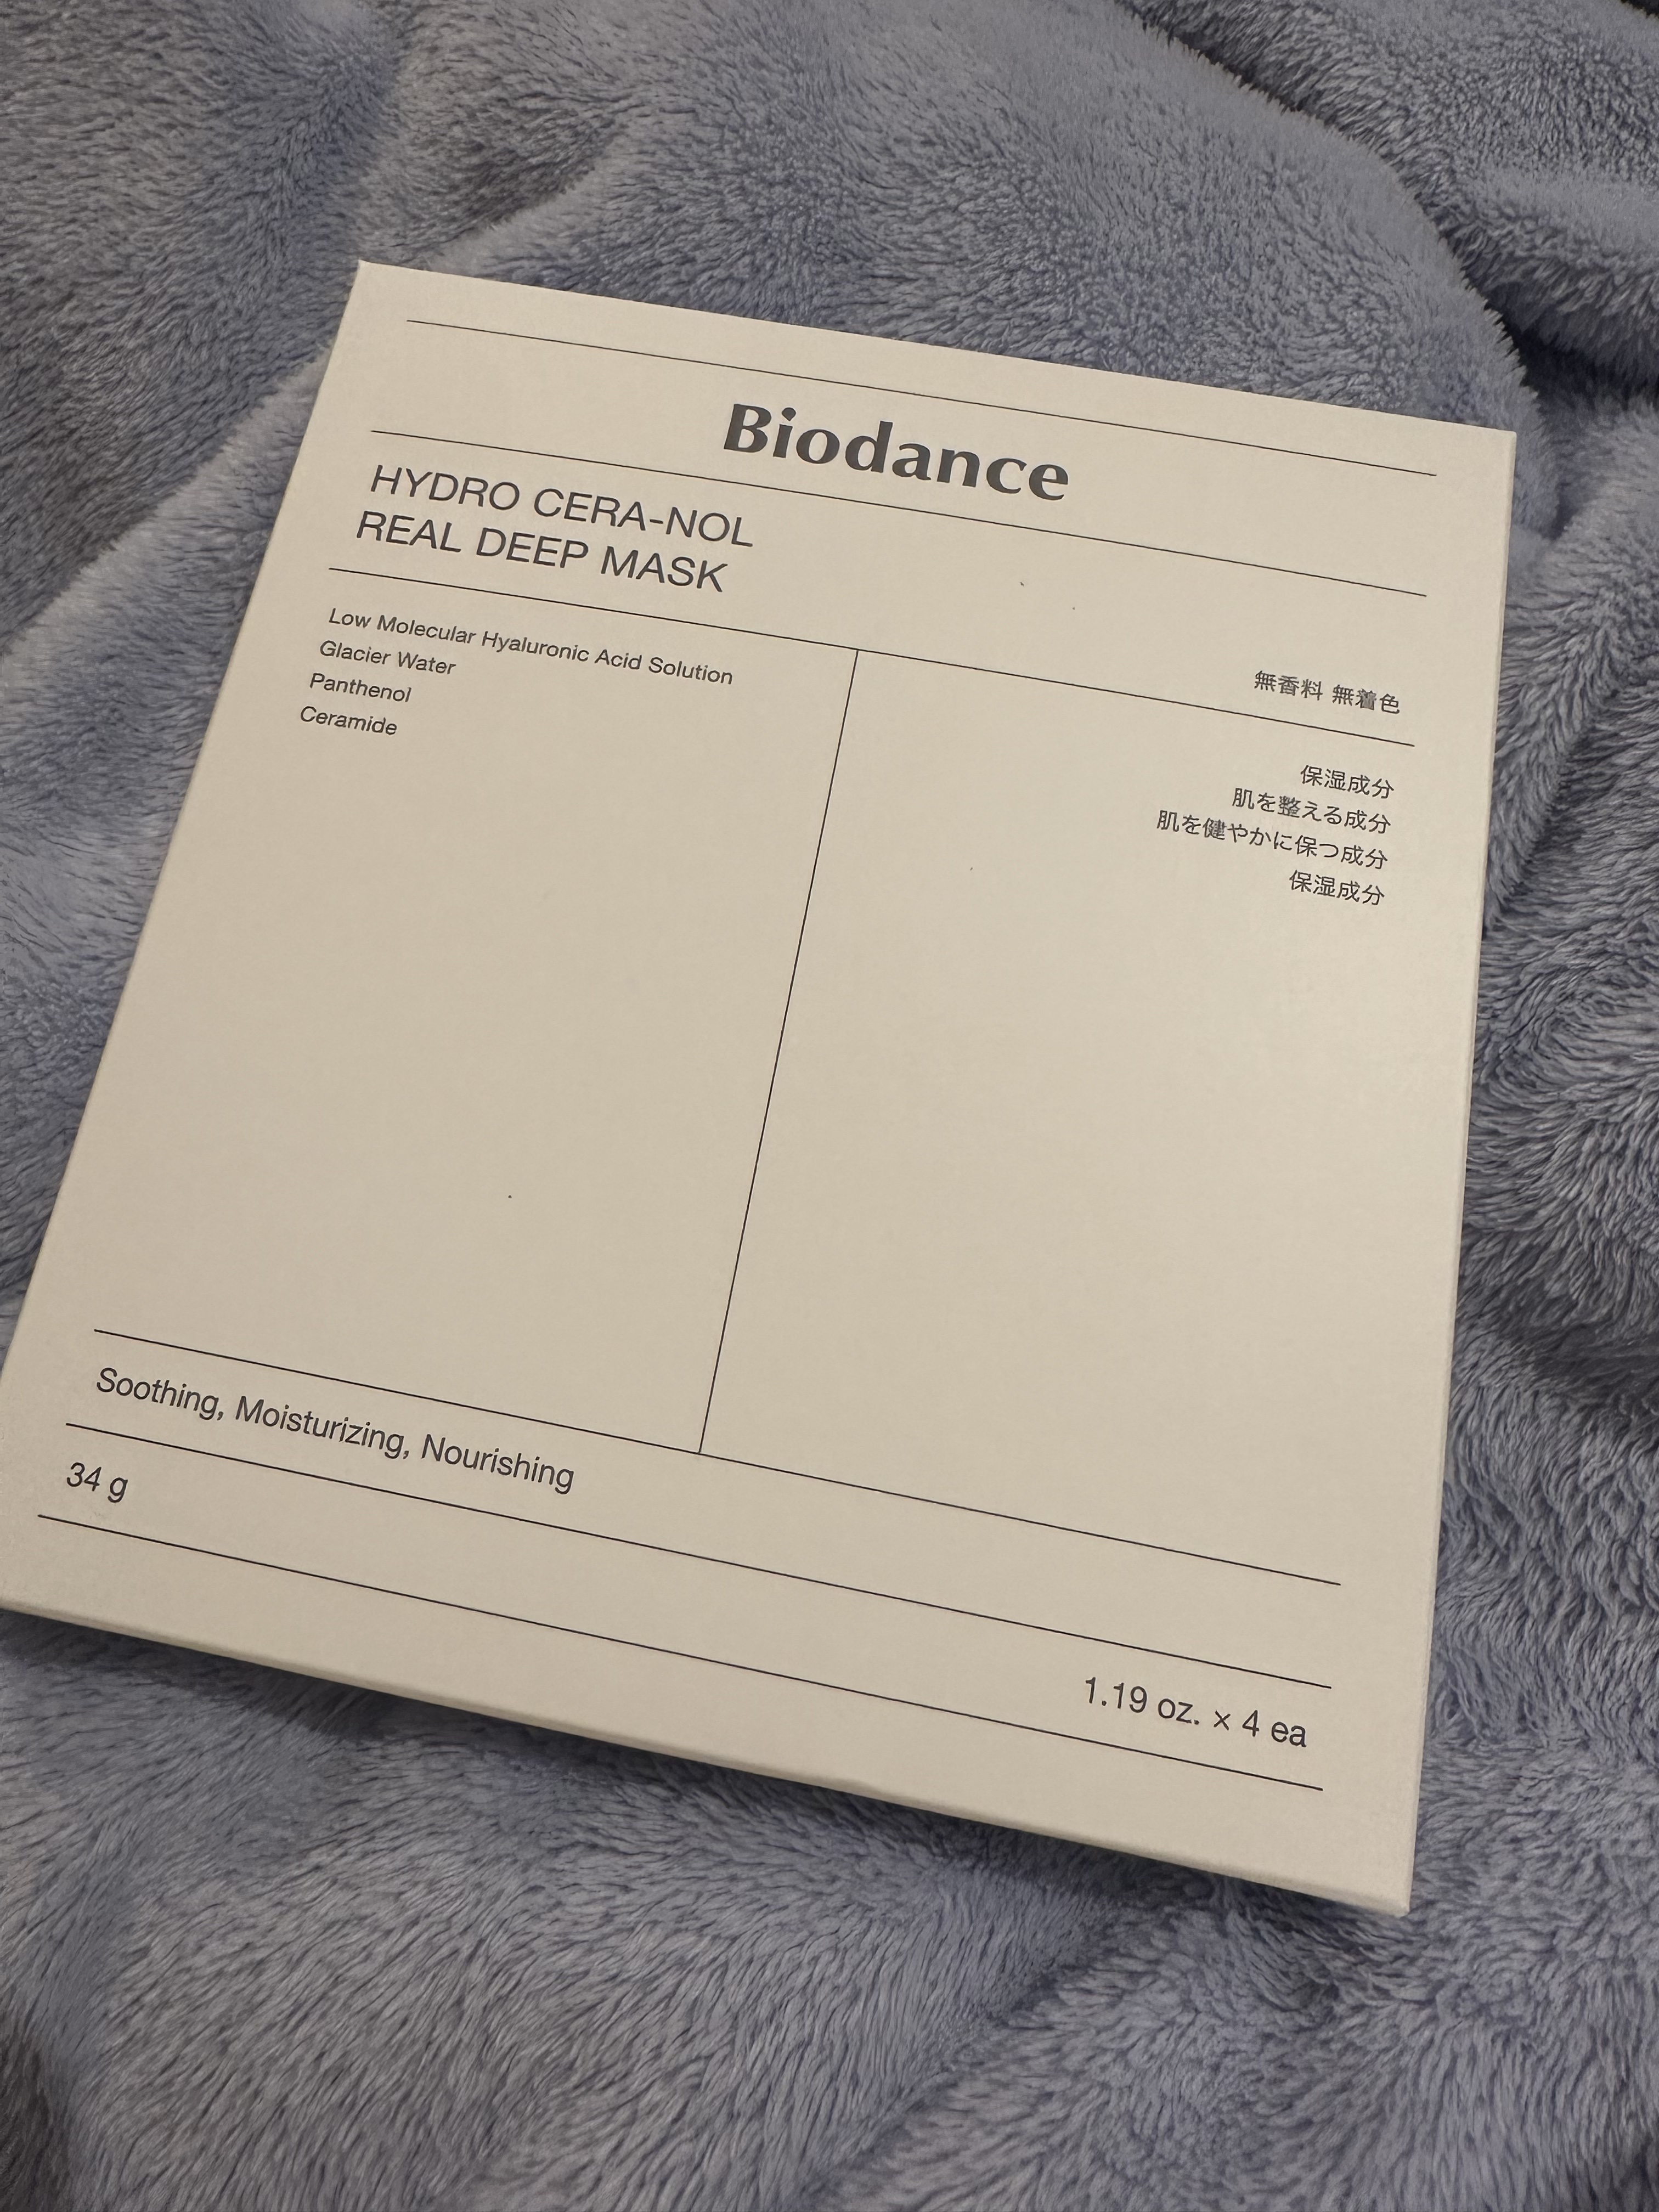 Biodance
HYDRO CERA-NOL
REAL DEEP MASK
無香料 無着色
Low Molecular Hyaluronic Acid Solution
Glacier Water
Panthenol
Ceramide
保湿成分
肌を整える成分
肌を健やかに保つ成分
保湿成分
Soothing, Moisturizing, Nourishing
34 g
1.19 oz. × 4 ea